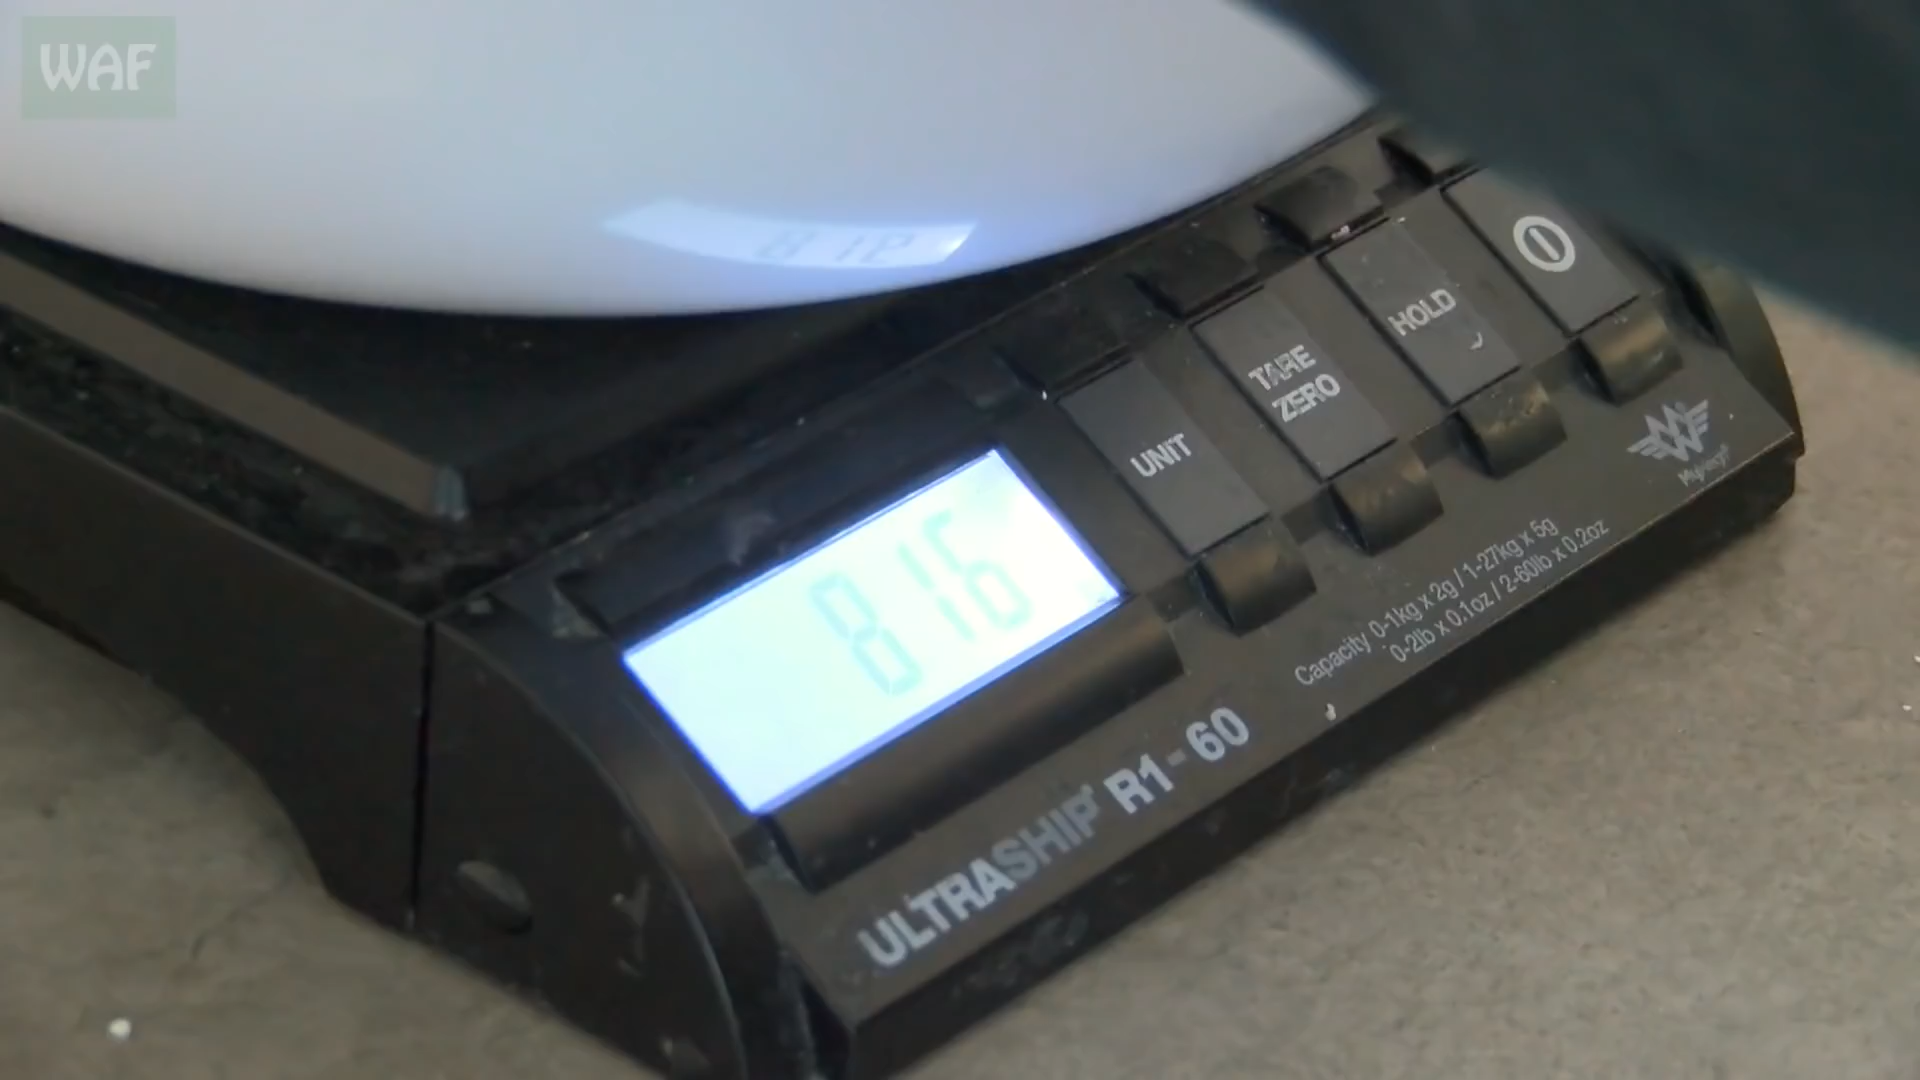 WAF
816
UNIT
TARE
ZERO
HOLD
MyWeigh
Capacity 0-1kg x 2g / 1-27kg x 5g
0-2lb x 0.1oz / 2-60lb x 0.2oz
ULTRASHIP R1-60